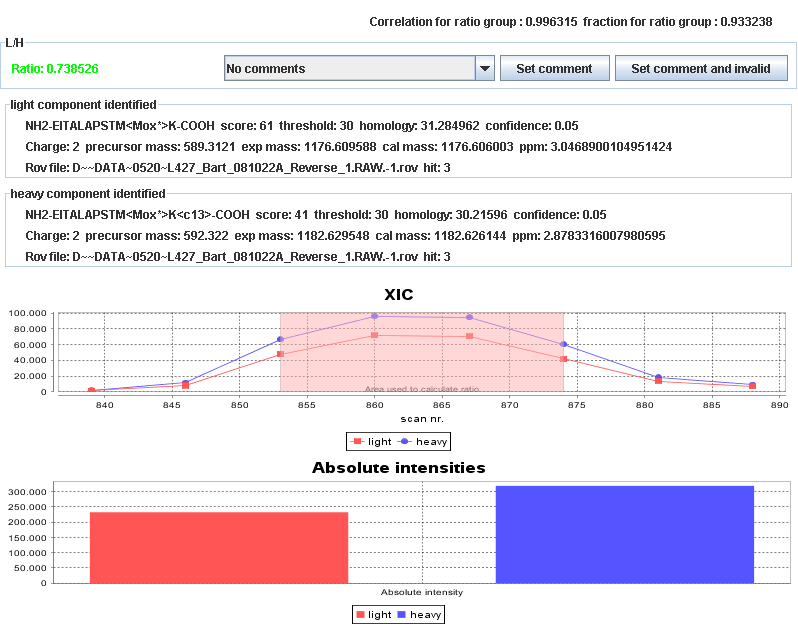 Correlation for ratio group : 0.996315 fraction for ratio group : 0.933238
L/H
Ratio: 0.738526
No comments
Set comment
Set comment and invalid
light component identified
NH2-EITALAPSTM<Mox*>K-COOH score: 61 threshold: 30 homology: 31.284962 confidence: 0.05
Charge: 2 precursor mass: 589.3121 exp mass: 1176.609588 cal mass: 1176.606003 ppm: 3.0468900104951424
Rov file: D~~DATA~0520~L427_Bart_081022A_Reverse_1.RAW.-1.rov hit: 3
heavy component identified
NH2-EITALAPSTM<Mox*>K<c13>-COOH score: 41 threshold: 30 homology: 30.21596 confidence: 0.05
Charge: 2 precursor mass: 592.322 exp mass: 1182.629548 cal mass: 1182.626144 ppm: 2.8783316007980595
Rov file: D~~DATA~0520~L427_Bart_081022A_Reverse_1.RAW.-1.rov hit: 3
XIC
100.000
80.000
60.000
40.000
20.000
0
Area used to calculate ratio
840 845 850 855 860 865 870 875 880 885 890
scan nr.
light heavy
Absolute intensities
300.000
250.000
200.000
150.000
100.000
50.000
0
Absolute intensity
light heavy